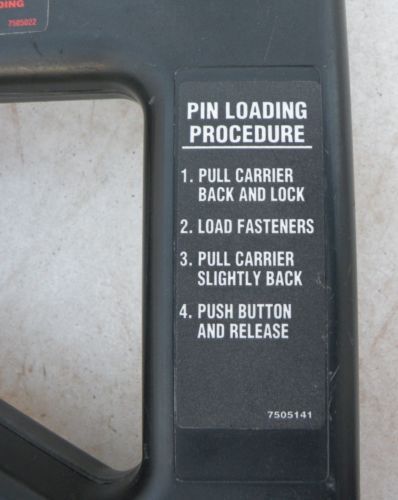 DING
7505022
PIN LOADING
PROCEDURE
1. PULL CARRIER
BACK AND LOCK
2. LOAD FASTENERS
3. PULL CARRIER
SLIGHTLY BACK
4. PUSH BUTTON
AND RELEASE
7505141